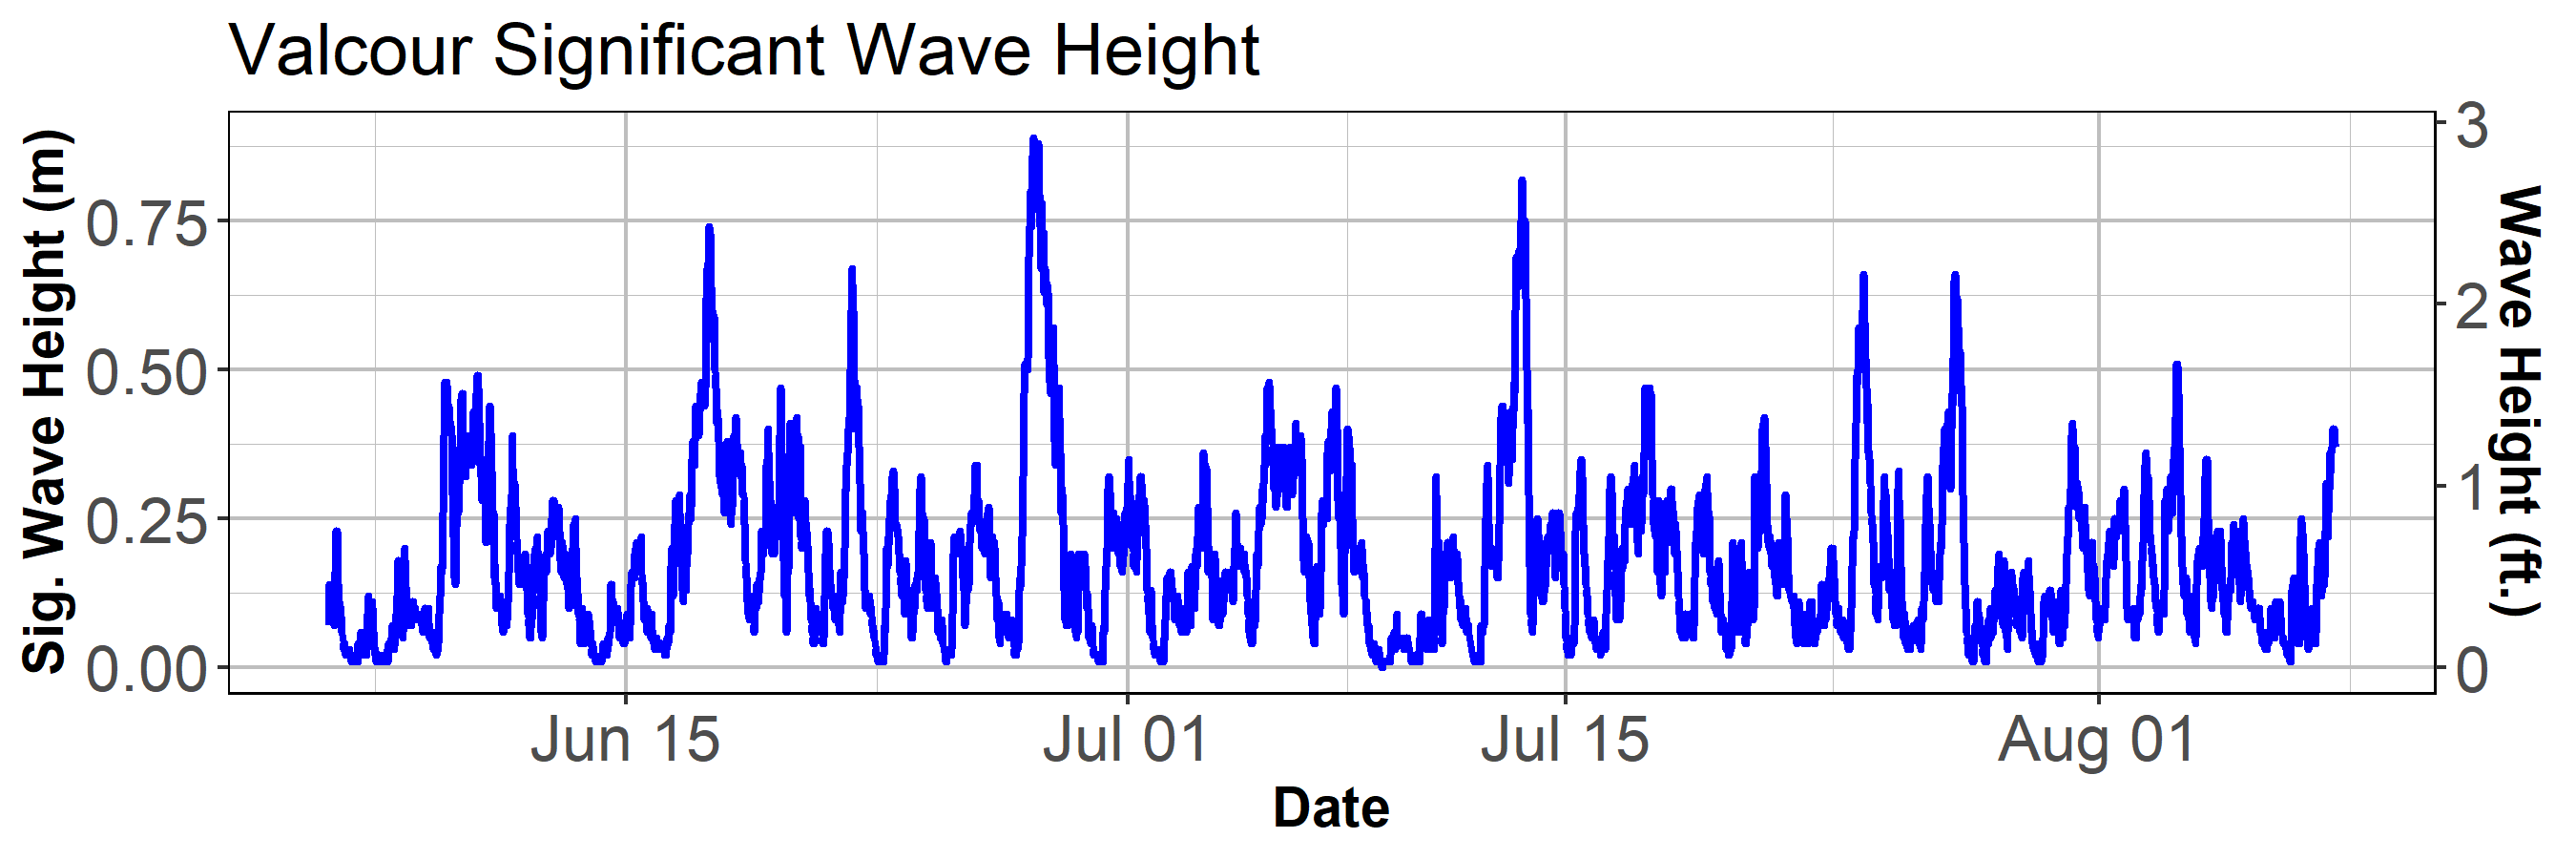 Valcour Significant Wave Height
Sig. Wave Height (m)
0.75
0.50
0.25
0.00
3
2
1
0
Wave Height (ft.)
Jun 15
Jul 01
Jul 15
Aug 01
Date